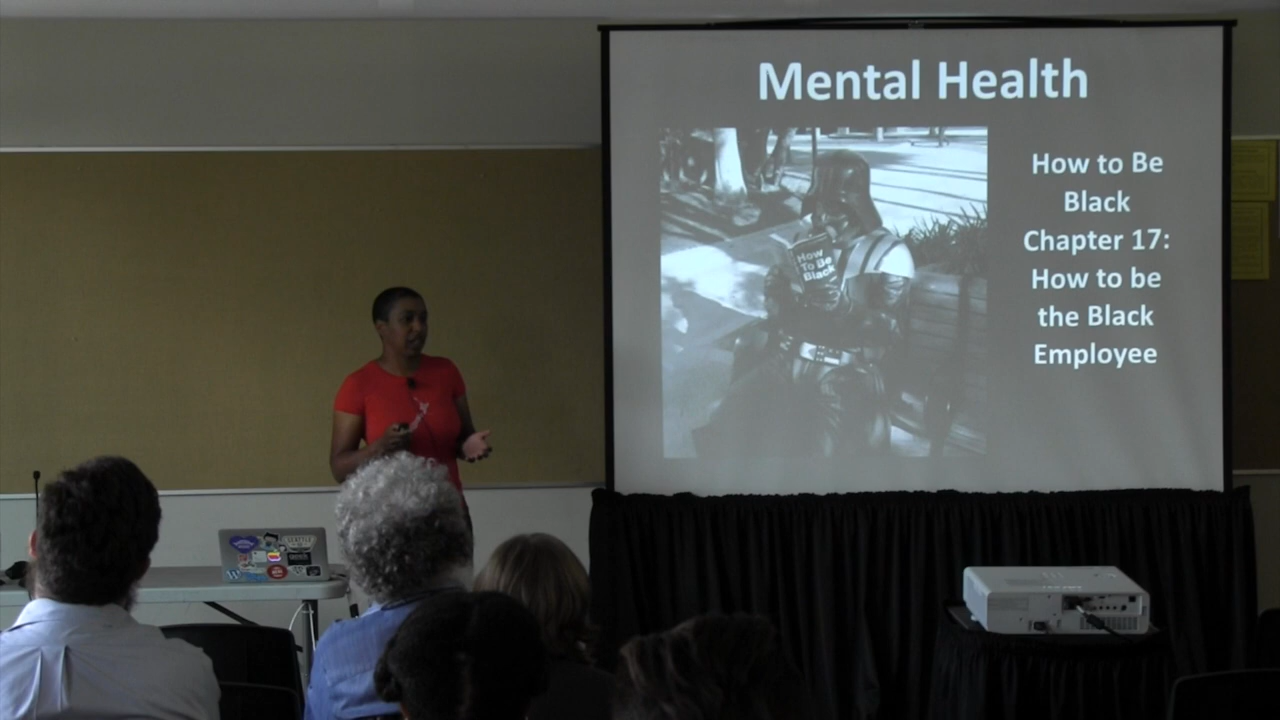 Mental Health
How to Be
Black
Chapter 17:
How to be
the Black
Employee
How
To Be
Black